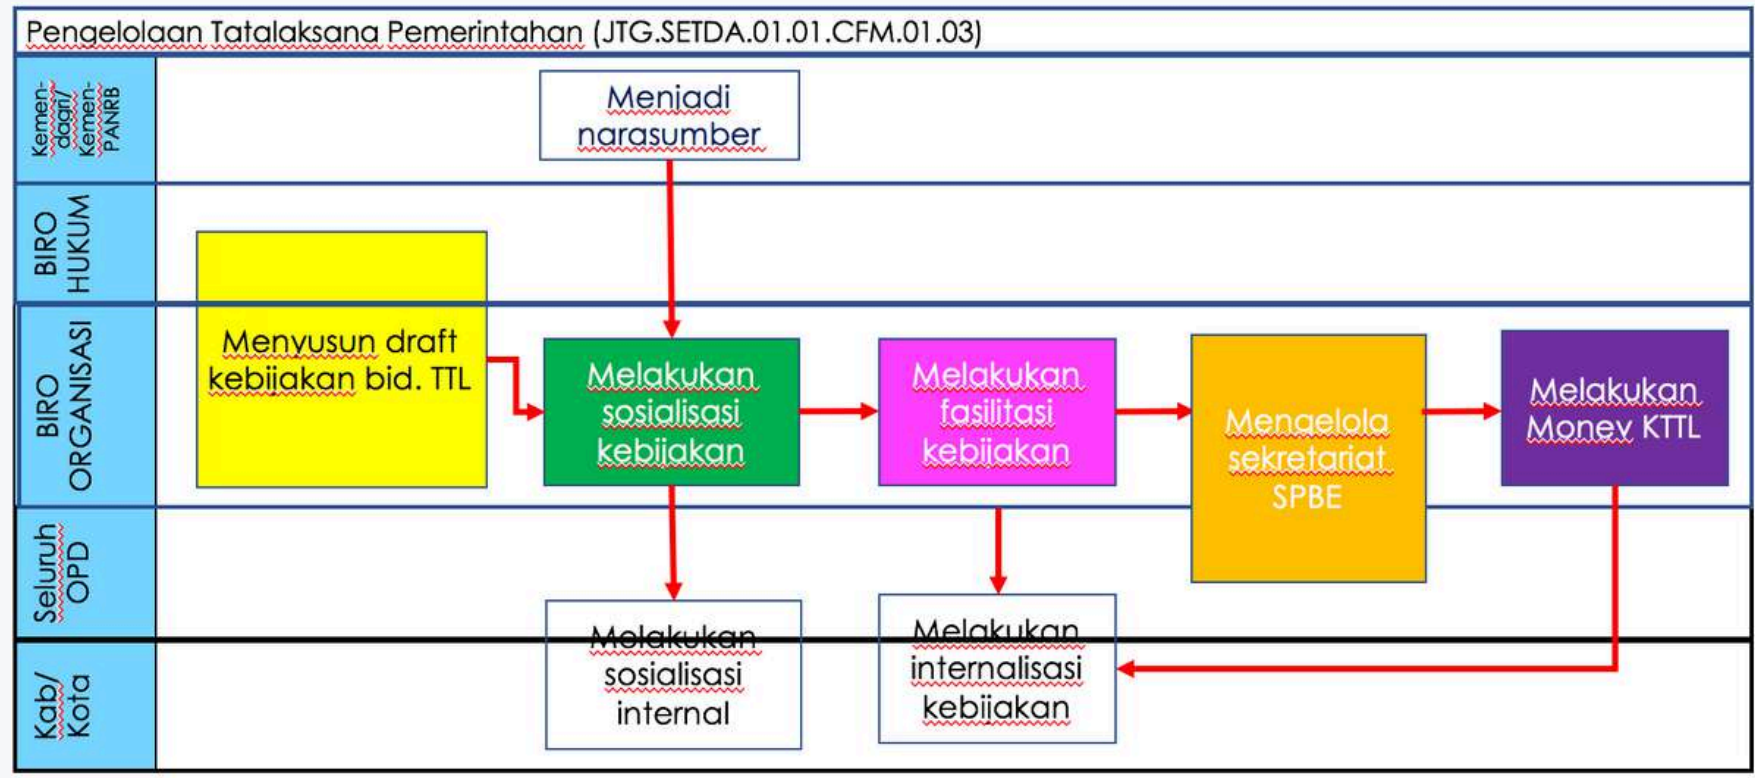 Pengelolaan Tatalaksana Pemerintahan (JTG.SETDA.01.01.CFM.01.03)
Kemen-
dagri/
Kemen-
PANRB
Menjadi
narasumber
BIRO
HUKUM
BIRO
ORGANISASI
Menyusun draft
kebijakan bid. TTL
Melakukan
sosialisasi
kebijakan
Melakukan
fasilitasi
kebijakan
Mengelola
sekretariat
SPBE
Melakukan
Monev KTTL
Seluruh
OPD
Kab/
Kota
Melakukan
sosialisasi
internal
Melakukan
internalisasi
kebijakan